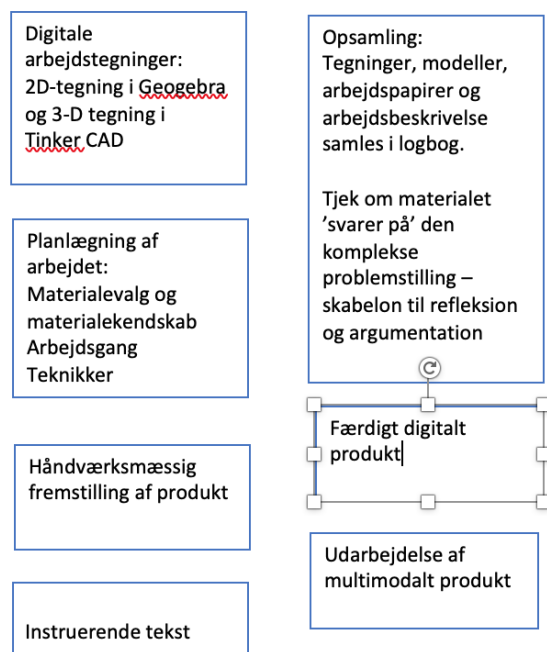 Digitale
arbejdstegninger:
2D-tegning i Geogebra
og 3-D tegning i
Tinker CAD
Planlægning af
arbejdet:
Materialevalg og
materialekendskab
Arbejdsgang
Teknikker
Håndværksmæssig
fremstilling af produkt
Instruerende tekst
Opsamling:
Tegninger, modeller,
arbejdspapirer og
arbejdsbeskrivelse
samles i logbog.
Tjek om materialet
’svarer på’ den
komplekse
problemstilling –
skabelon til refleksion
og argumentation
Færdigt digitalt
produkt
Udarbejdelse af
multimodalt produkt